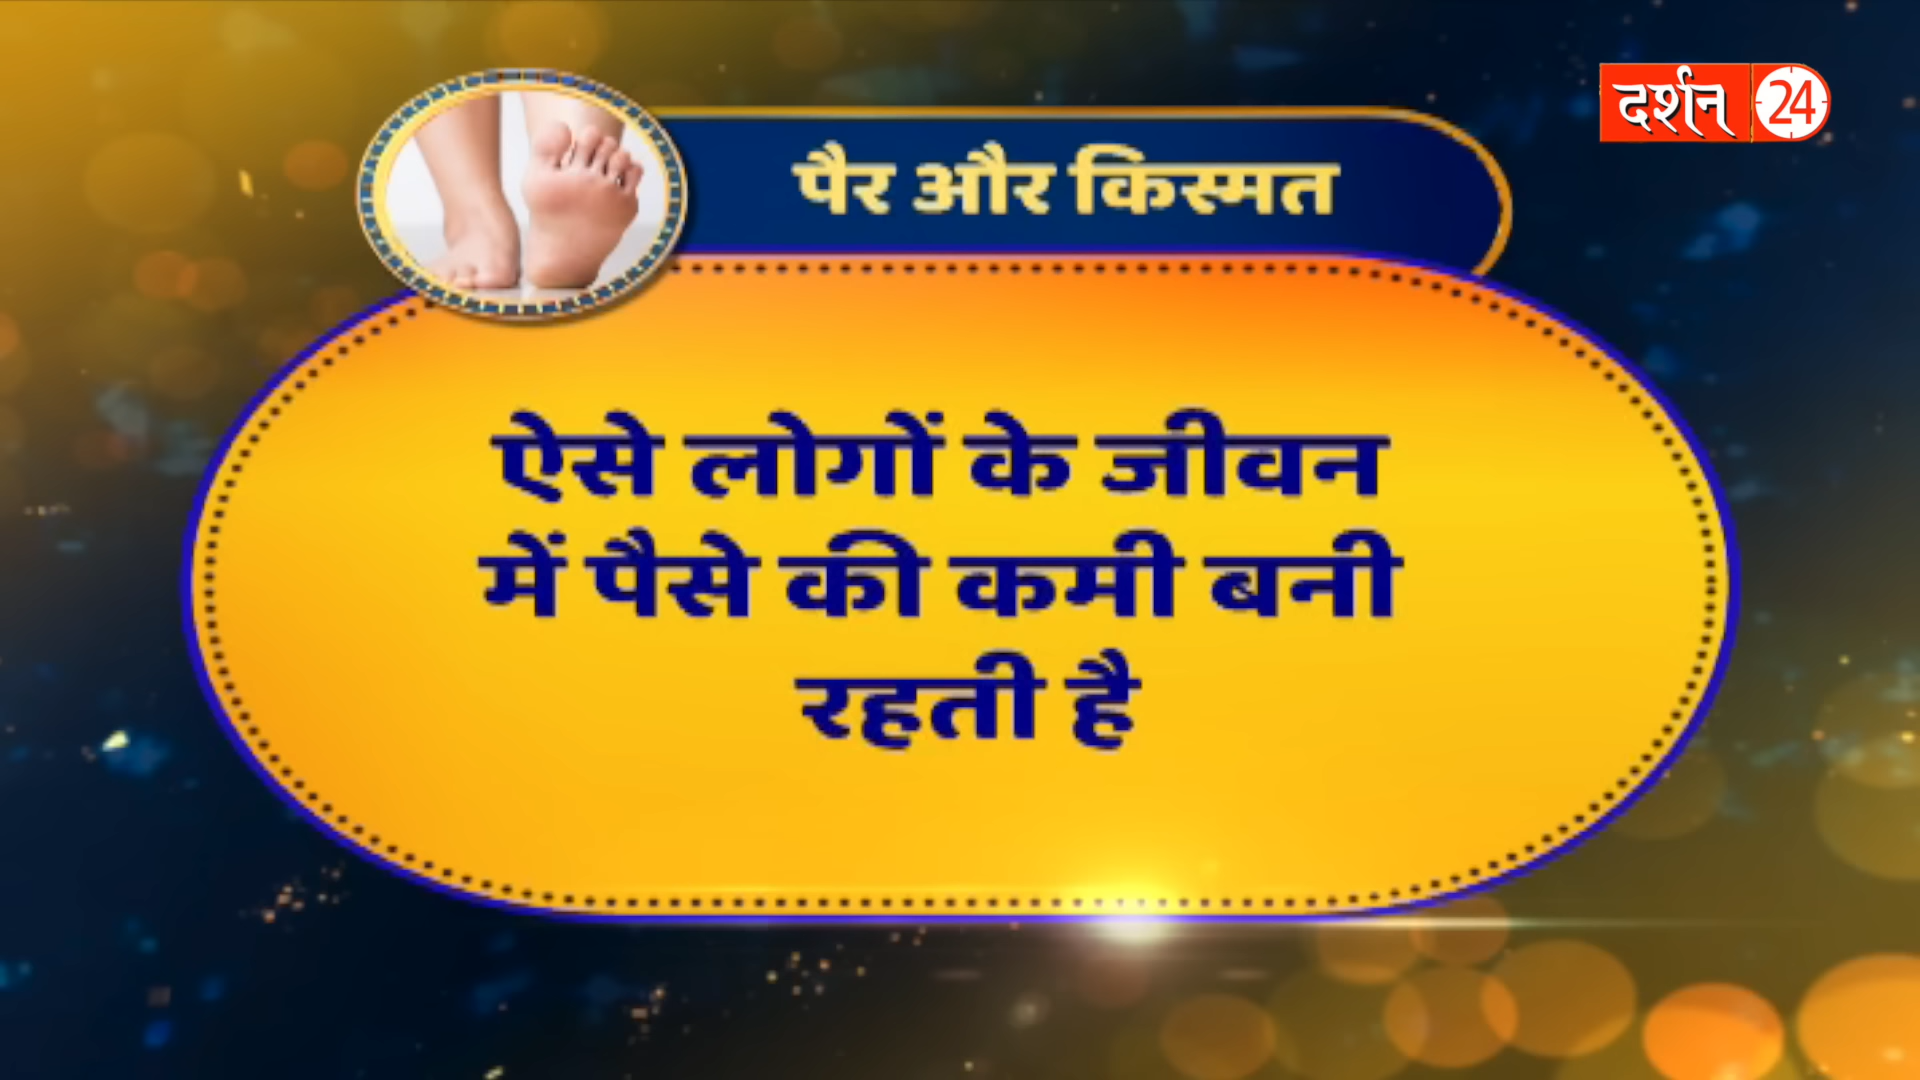 दर्शन 24
पैर और किस्मत
ऐसे लोगों के जीवन
में पैसे की कमी बनी
रहती है